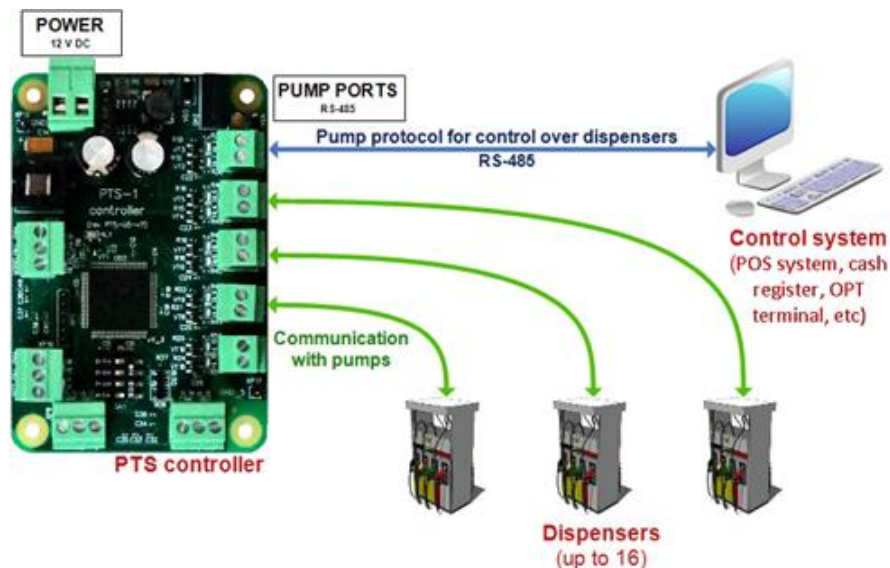 POWER
12 V DC
PUMP PORTS
RS-485
Pump protocol for control over dispensers
RS-485
PTS-1
controller
Control system
(POS system, cash
register, OPT
terminal, etc)
Communication
with pumps
PTS controller
Dispensers
(up to 16)